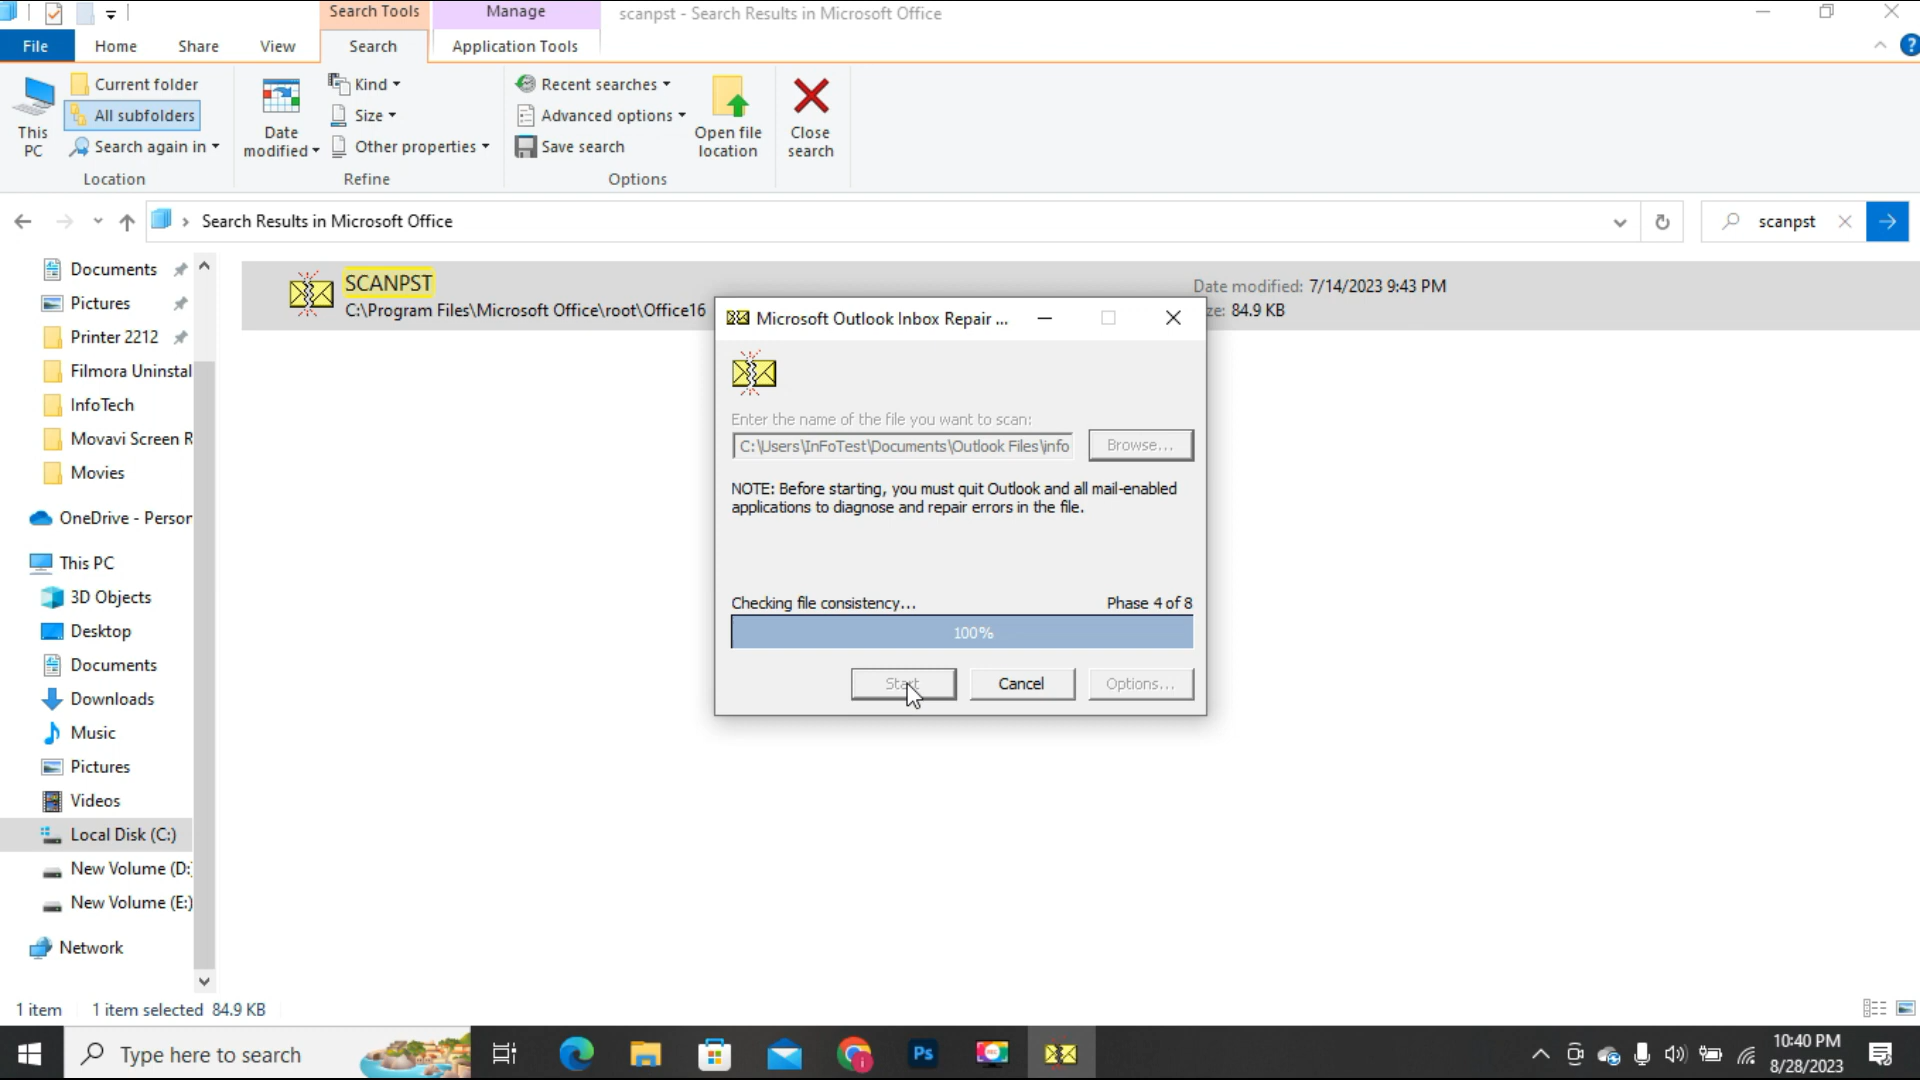 Search Tools
Manage
scanpst - Search Results in Microsoft Office
File
Home
Share
View
Search
Application Tools
This PC
Current folder
All subfolders
Search again in
Location
Date modified
Kind
Size
Other properties
Refine
Recent searches
Advanced options
Save search
Options
Open file location
Close search
Search Results in Microsoft Office
scanpst
Documents
Pictures
Printer 2212
Filmora Uninstal
InfoTech
Movavi Screen R
Movies
OneDrive - Person
This PC
3D Objects
Desktop
Documents
Downloads
Music
Pictures
Videos
Local Disk (C:)
New Volume (D:
New Volume (E:)
Network
SCANPST
C:\Program Files\Microsoft Office\root\Office16
Date modified: 7/14/2023 9:43 PM
ze: 84.9 KB
Microsoft Outlook Inbox Repair ...
Enter the name of the file you want to scan:
C:\Users\InFoTest\Documents\Outlook Files\info
Browse...
NOTE: Before starting, you must quit Outlook and all mail-enabled
applications to diagnose and repair errors in the file.
Checking file consistency...
Phase 4 of 8
100%
Start
Cancel
Options...
1 item
1 item selected 84.9 KB
Type here to search
Ps
10:40 PM
8/28/2023